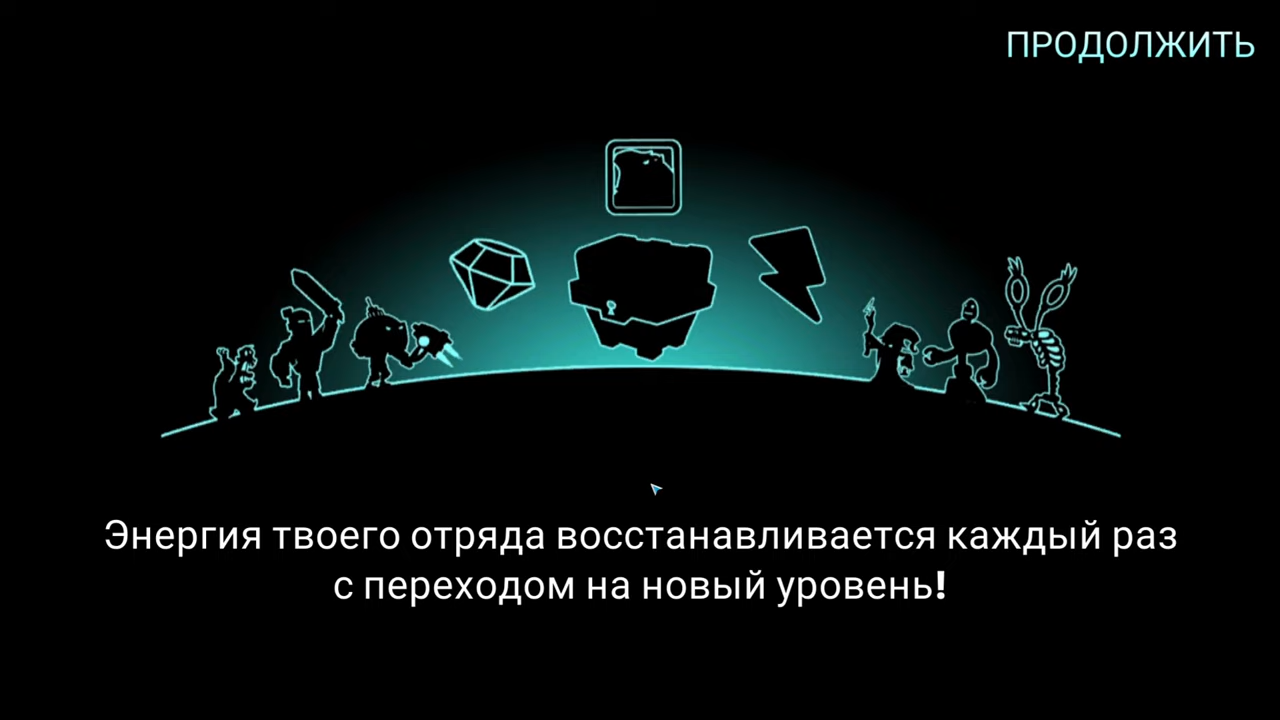 ПРОДОЛЖИТЬ
Энергия твоего отряда восстанавливается каждый раз
с переходом на новый уровень!